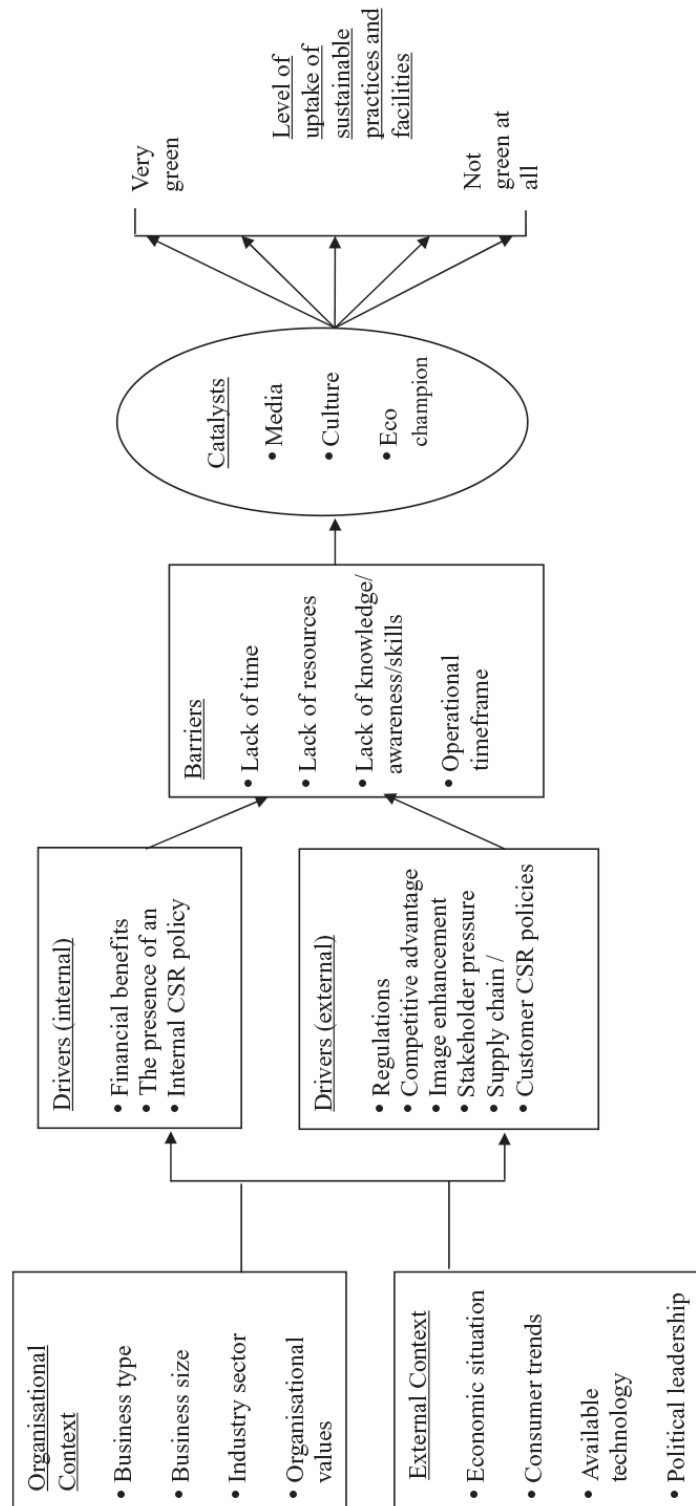 Organisational
Context
• Business type
• Business size
• Industry sector
• Organisational
values
External Context
• Economic situation
• Consumer trends
• Available
technology
• Political leadership
Drivers (internal)
• Financial benefits
• The presence of an
• Internal CSR policy
Drivers (external)
• Regulations
• Competitive advantage
• Image enhancement
• Stakeholder pressure
• Supply chain /
• Customer CSR policies
Barriers
• Lack of time
• Lack of resources
• Lack of knowledge/
awareness/skills
• Operational
timeframe
Catalysts
• Media
• Culture
• Eco
champion
Very
green
Level of
uptake of
sustainable
practices and
facilities
Not
green at
all